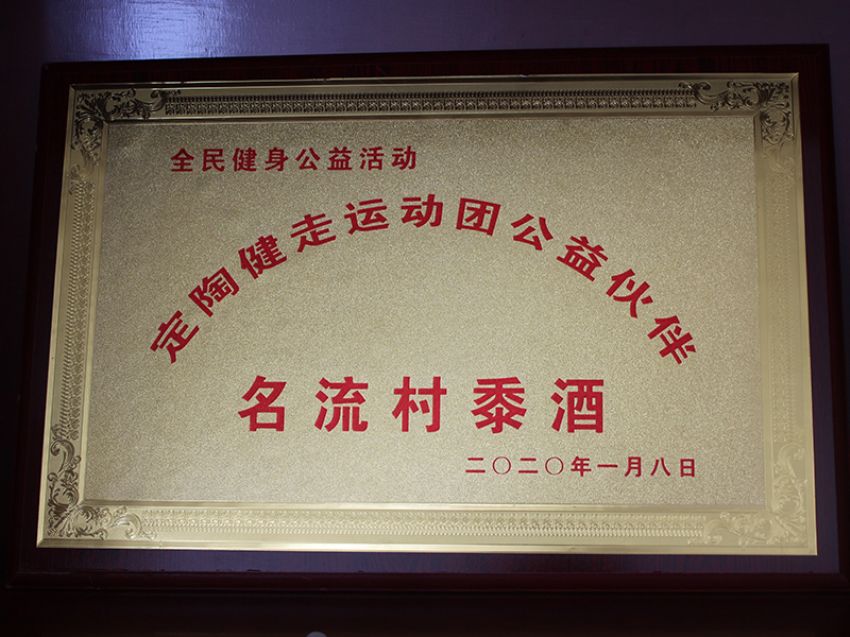 全民健身公益活动
定陶健走运动团公益伙伴
名流村黍酒
二〇二〇年一月八日